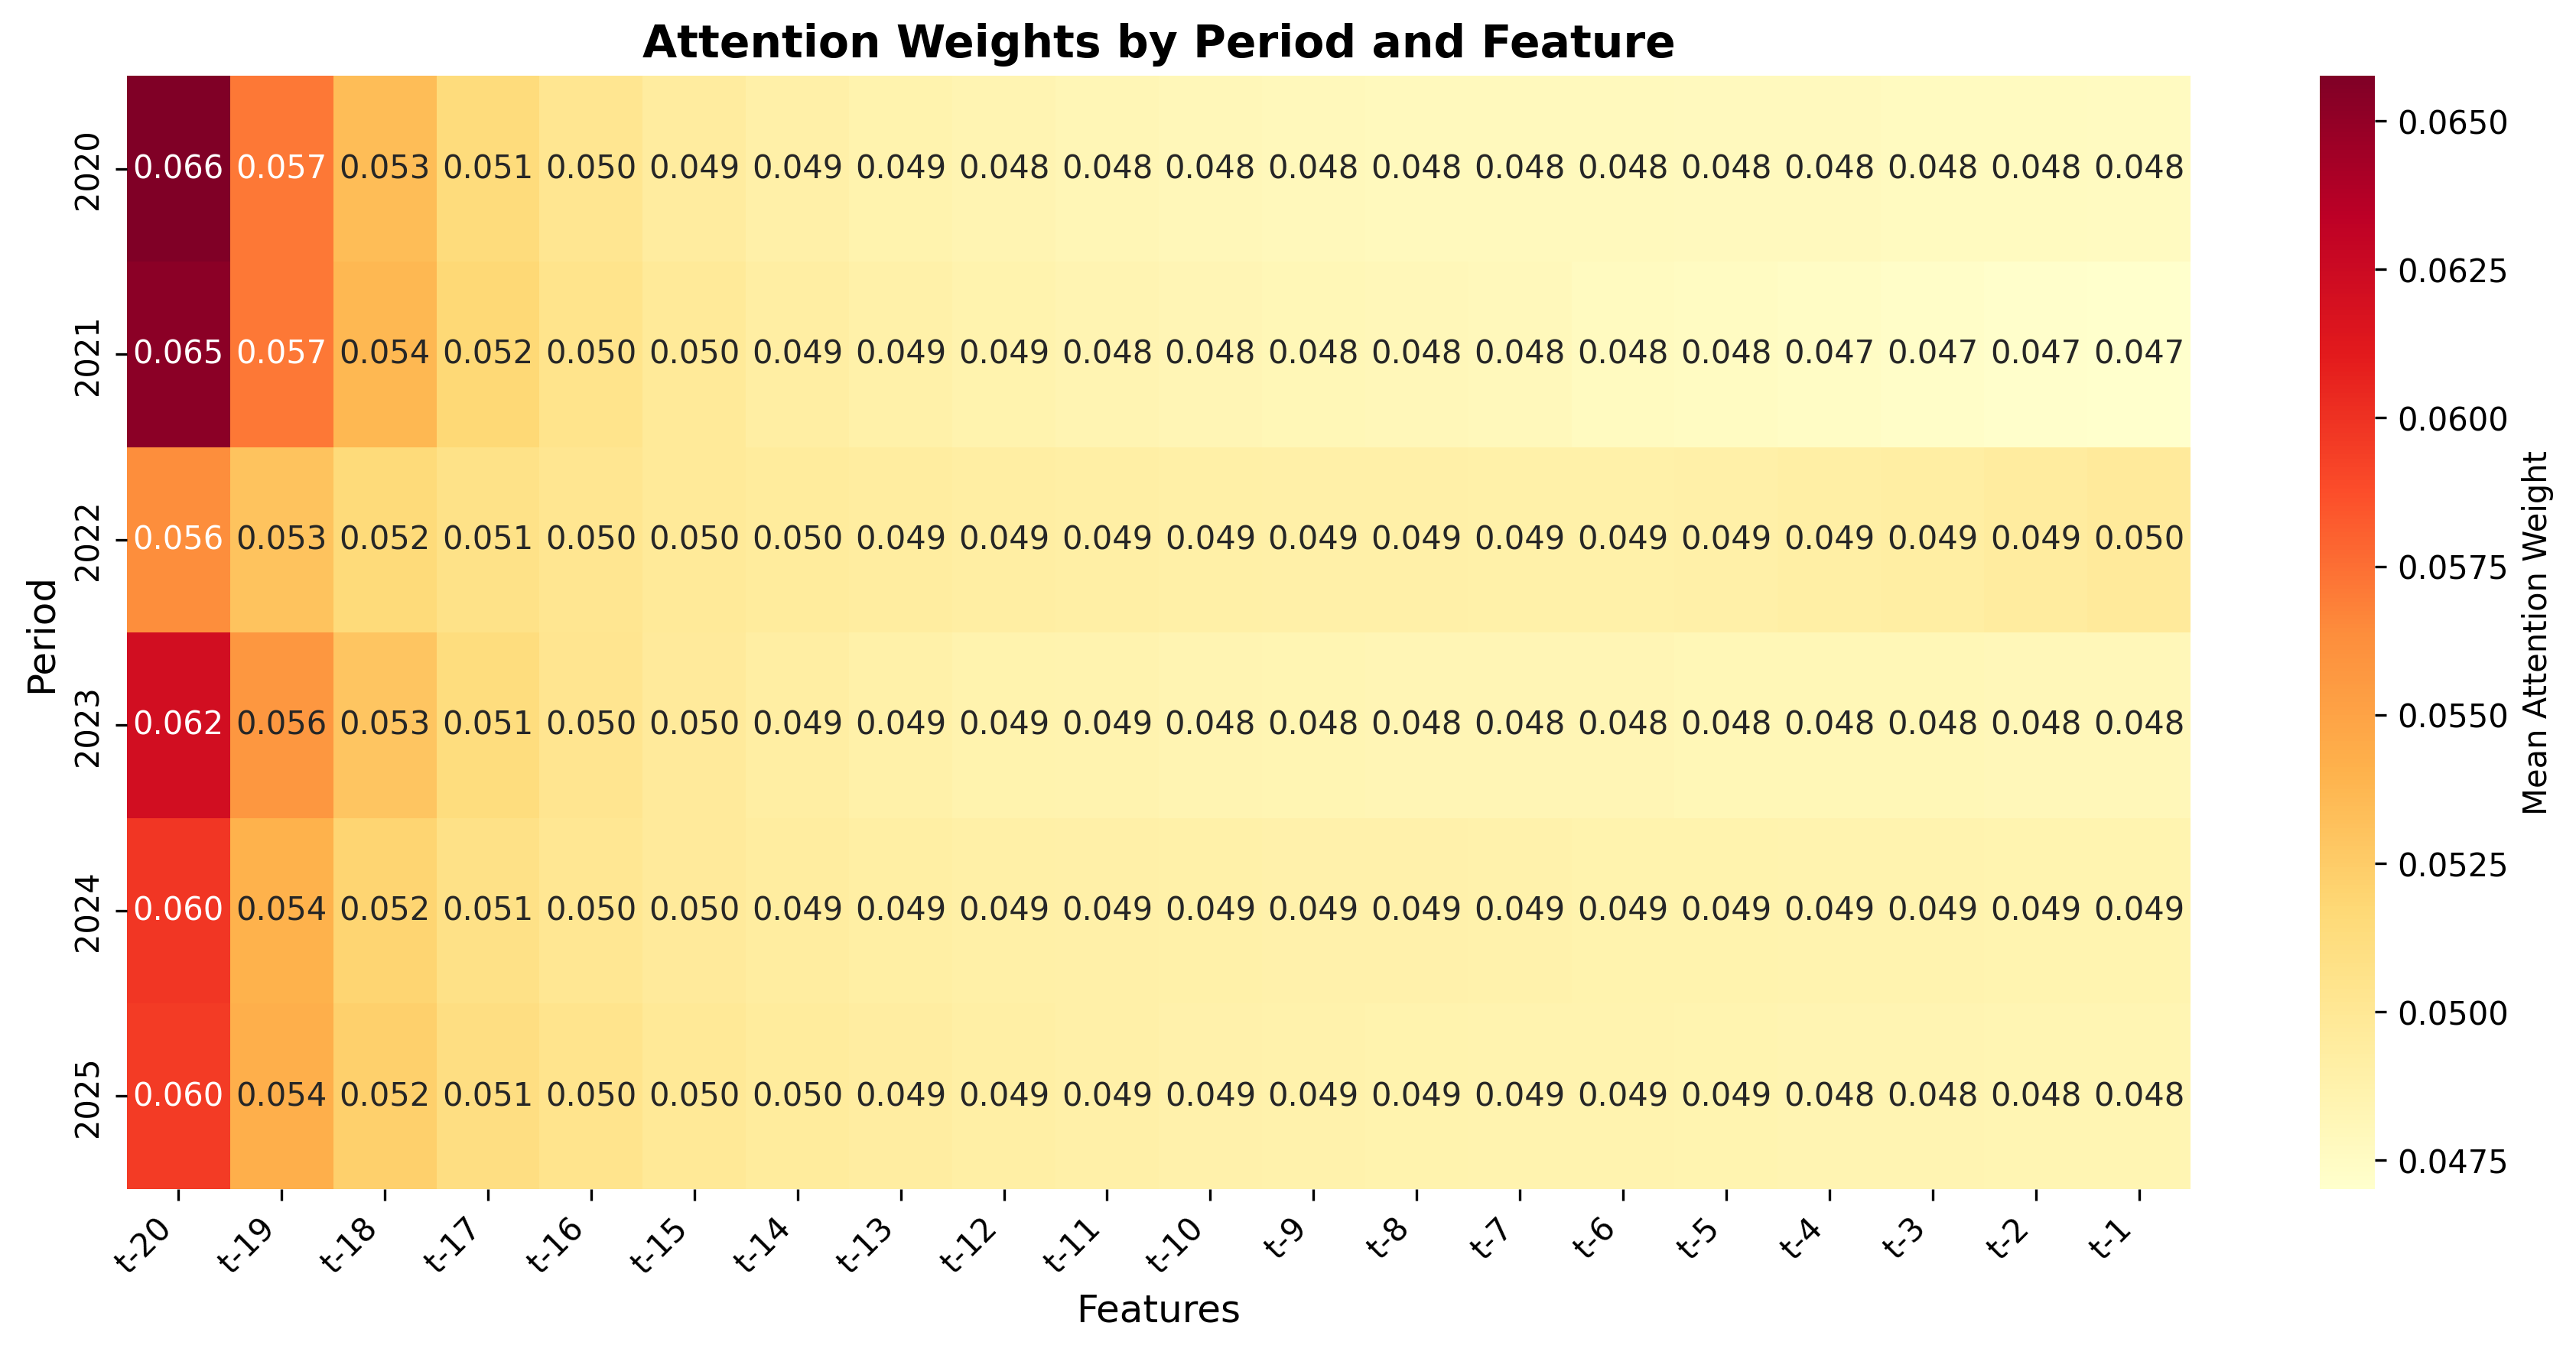 Attention Weights by Period and Feature
Period
2020 0.066 0.057 0.053 0.051 0.050 0.049 0.049 0.049 0.048 0.048 0.048 0.048 0.048 0.048 0.048 0.048 0.048 0.048 0.048 0.048
2021 0.065 0.057 0.054 0.052 0.050 0.050 0.049 0.049 0.049 0.048 0.048 0.048 0.048 0.048 0.048 0.048 0.047 0.047 0.047 0.047
2022 0.056 0.053 0.052 0.051 0.050 0.050 0.050 0.049 0.049 0.049 0.049 0.049 0.049 0.049 0.049 0.049 0.049 0.049 0.049 0.050
2023 0.062 0.056 0.053 0.051 0.050 0.050 0.049 0.049 0.049 0.049 0.048 0.048 0.048 0.048 0.048 0.048 0.048 0.048 0.048 0.048
2024 0.060 0.054 0.052 0.051 0.050 0.050 0.049 0.049 0.049 0.049 0.049 0.049 0.049 0.049 0.049 0.049 0.049 0.049 0.049 0.049
2025 0.060 0.054 0.052 0.051 0.050 0.050 0.050 0.049 0.049 0.049 0.049 0.049 0.049 0.049 0.049 0.049 0.048 0.048 0.048 0.048
t-20 t-19 t-18 t-17 t-16 t-15 t-14 t-13 t-12 t-11 t-10 t-9 t-8 t-7 t-6 t-5 t-4 t-3 t-2 t-1
Features
0.0650
0.0625
0.0600
0.0575
0.0550
0.0525
0.0500
0.0475
Mean Attention Weight